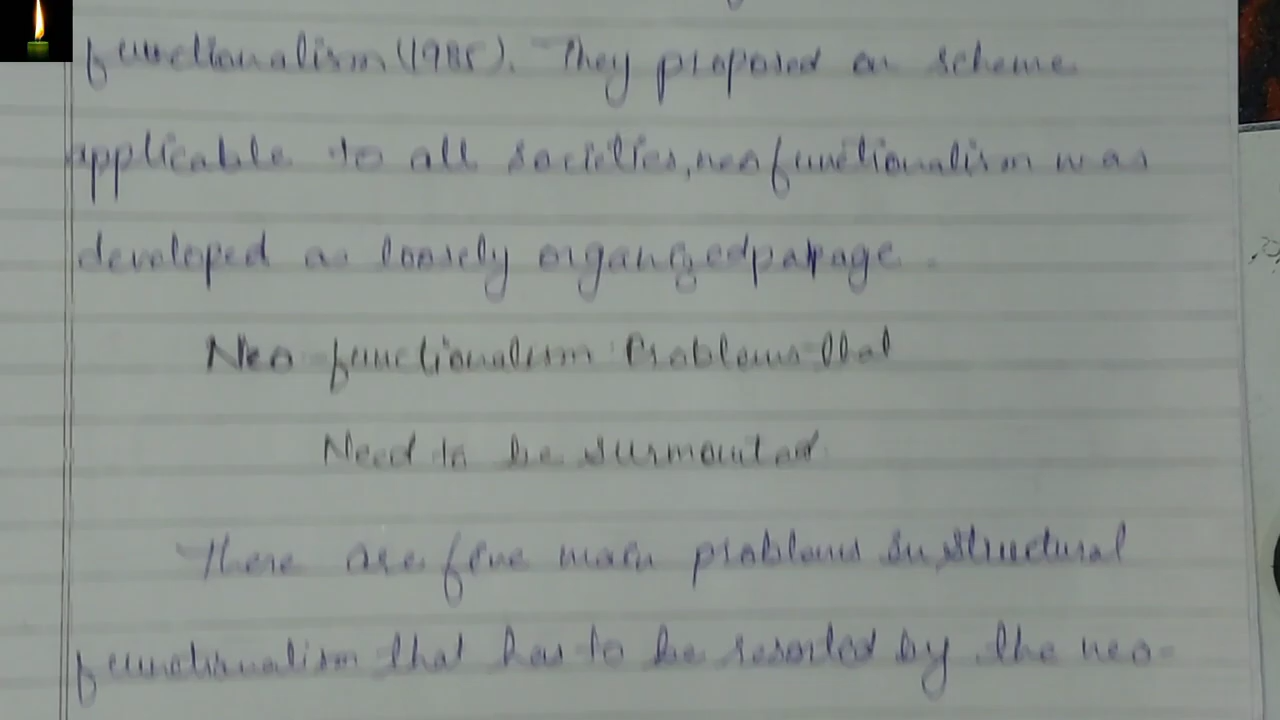 functionalism (1985). They proposed an scheme
applicable to all societies, neofunctionalism was
developed as loosely organized package.
Neo functionalism Problems that
Need to be surmounted
There are five main problems in structural
functionalism that has to be resorted by the neo-